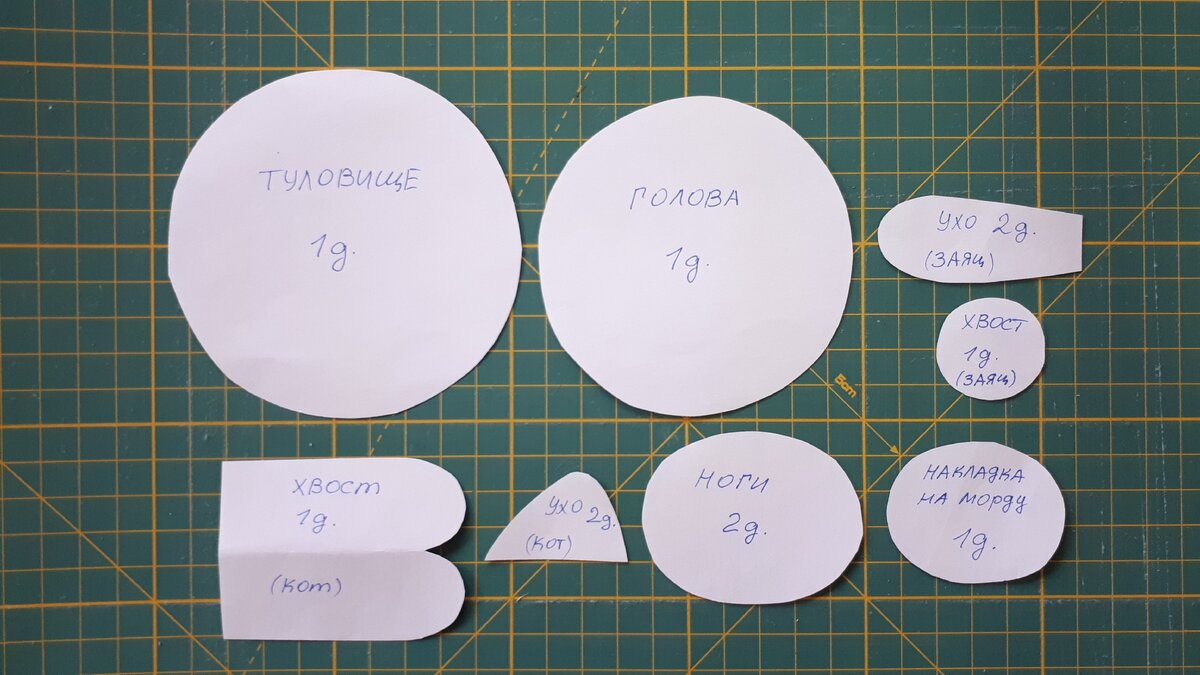 ТУЛОВИЩЕ
1д.
ГОЛОВА
1д.
УХО 2д.
(ЗАЯЦ)
ХВОСТ
1д.
(ЗАЯЦ)
5cm
ХВОСТ
1д.
(КОТ)
УХО 2д.
(КОТ)
НОГИ
2д.
НАКЛАДКА
НА МОРДУ
1д.